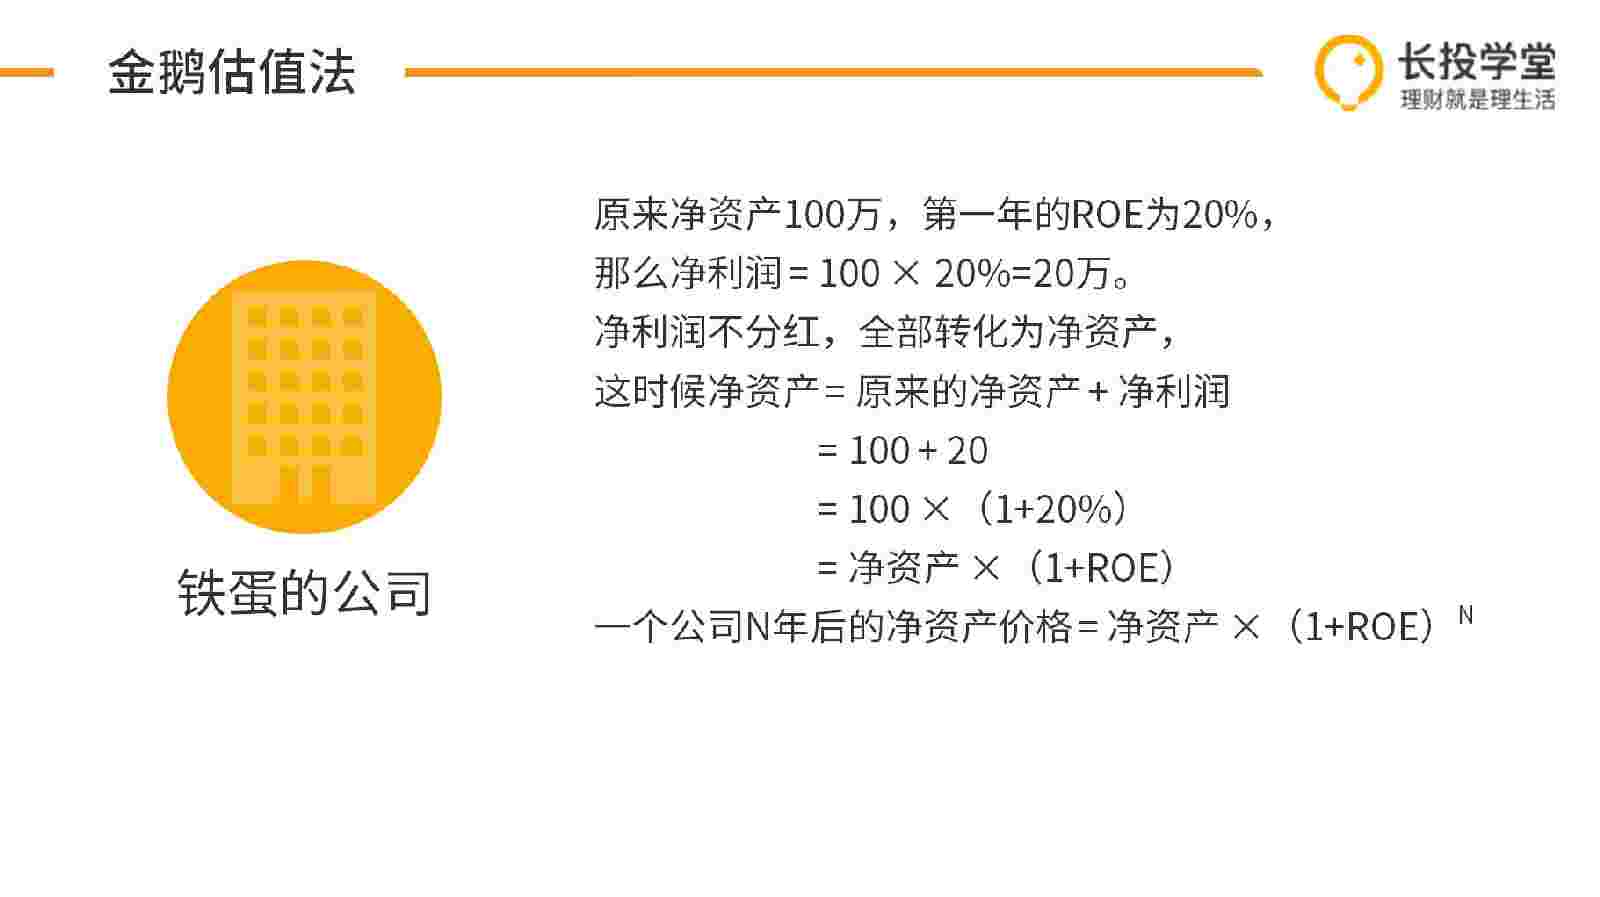 金鹅估值法
长投学堂
理财就是理生活
原来净资产100万，第一年的ROE为20%，
那么净利润 = 100 × 20%=20万。
净利润不分红，全部转化为净资产，
这时候净资产 = 原来的净资产 + 净利润
= 100 + 20
= 100 ×（1+20%）
= 净资产 ×（1+ROE）
一个公司N年后的净资产价格 = 净资产 ×（1+ROE）ᴺ
铁蛋的公司